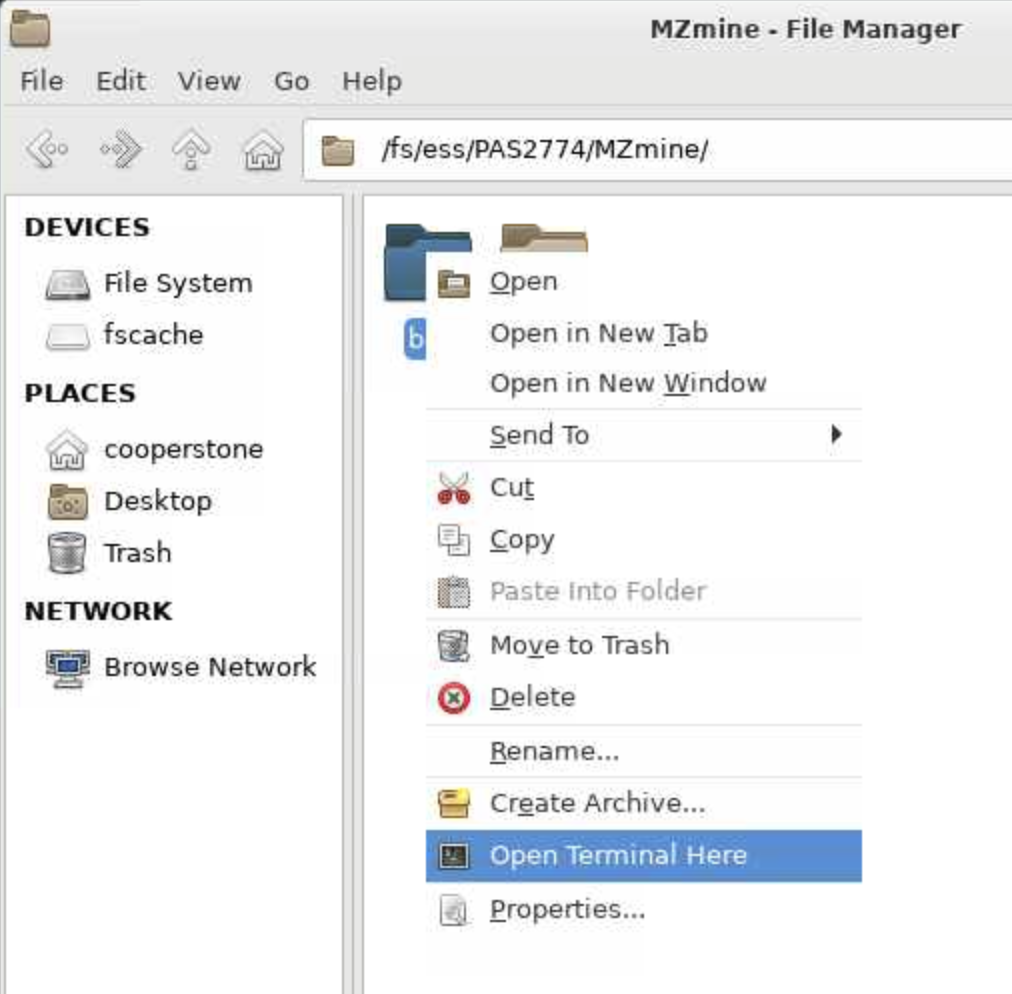 MZmine - File Manager
File Edit View Go Help
/fs/ess/PAS2774/MZmine/
DEVICES
File System
fscache
PLACES
cooperstone
Desktop
Trash
NETWORK
Browse Network
b
Open
Open in New Tab
Open in New Window
Send To
Cut
Copy
Paste Into Folder
Move to Trash
Delete
Rename...
Create Archive...
Open Terminal Here
Properties...